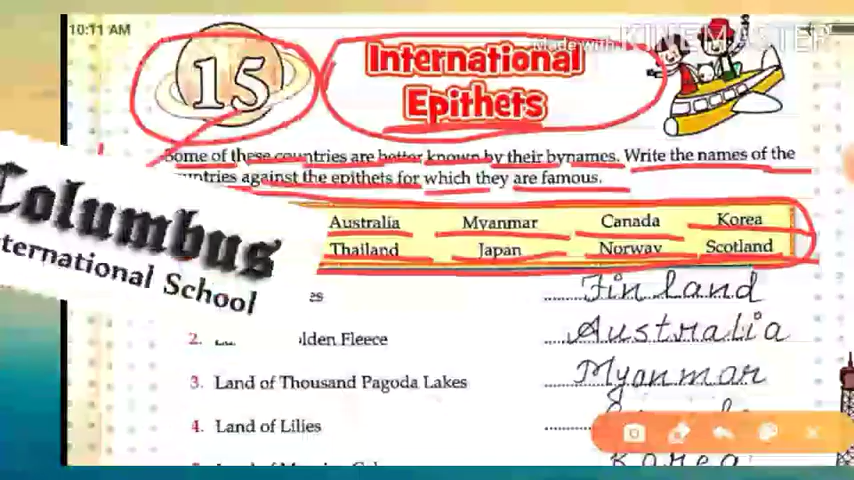 10:11 AM
Made with KINEMASTER
15
International
Epithets
Some of these countries are better known by their bynames. Write the names of the
countries against the epithets for which they are famous.
Columbus
International School
Australia Myanmar Canada Korea
Thailand Japan Norway Scotland
Finland
2. Golden Fleece Australia
3. Land of Thousand Pagoda Lakes Myanmar
4. Land of Lilies
Korea